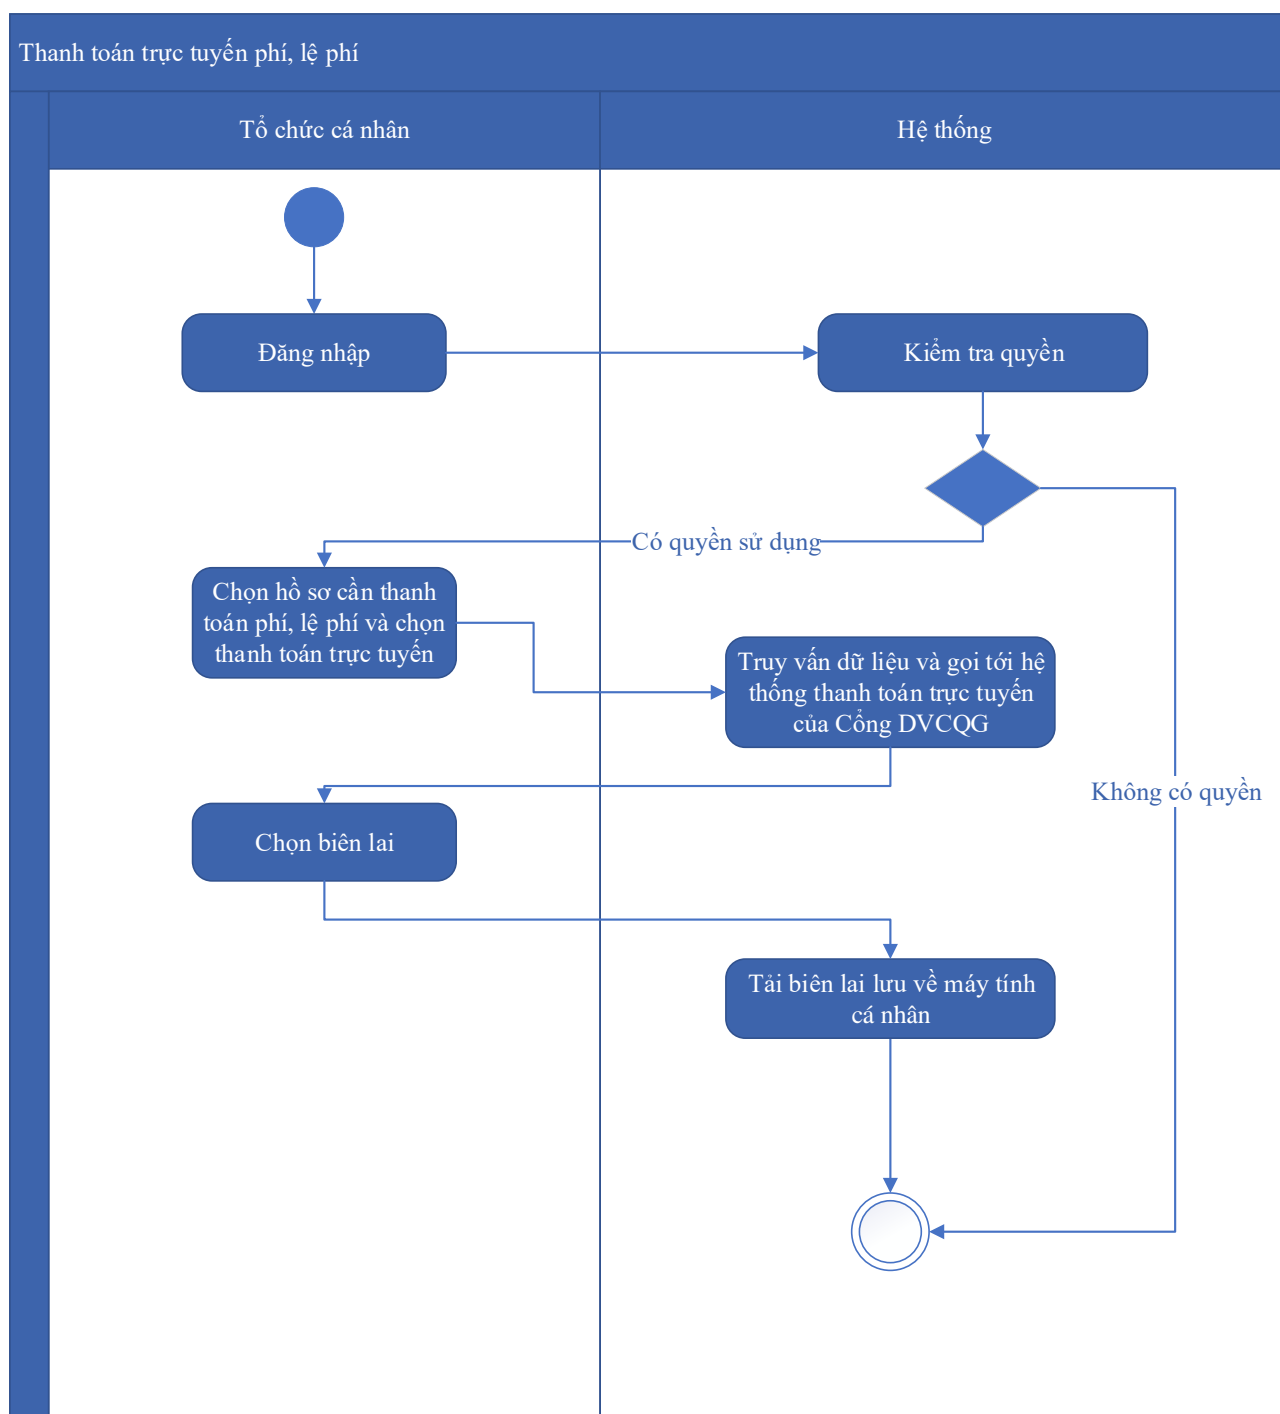 Thanh toán trực tuyến phí, lệ phí
Tổ chức cá nhân
Hệ thống
Đăng nhập
Kiểm tra quyền
Có quyền sử dụng
Chọn hồ sơ cần thanh
toán phí, lệ phí và chọn
thanh toán trực tuyến
Truy vấn dữ liệu và gọi tới hệ
thống thanh toán trực tuyến
của Cổng DVCQG
Không có quyền
Chọn biên lai
Tải biên lai lưu về máy tính
cá nhân